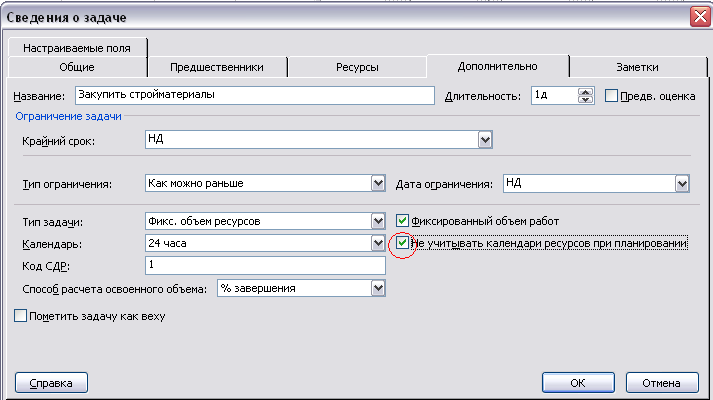 Сведения о задаче
Настраиваемые поля
Общие Предшественники Ресурсы Дополнительно Заметки
Название: Закупить стройматериалы Длительность: 1д Предв. оценка
Ограничение задачи
Крайний срок: НД
Тип ограничения: Как можно раньше Дата ограничения: НД
Тип задачи: Фикс. объем ресурсов Фиксированный объем работ
Календарь: 24 часа Не учитывать календари ресурсов при планировании
Код СДР: 1
Способ расчета освоенного объема: % завершения
Пометить задачу как веху
Справка ОК Отмена